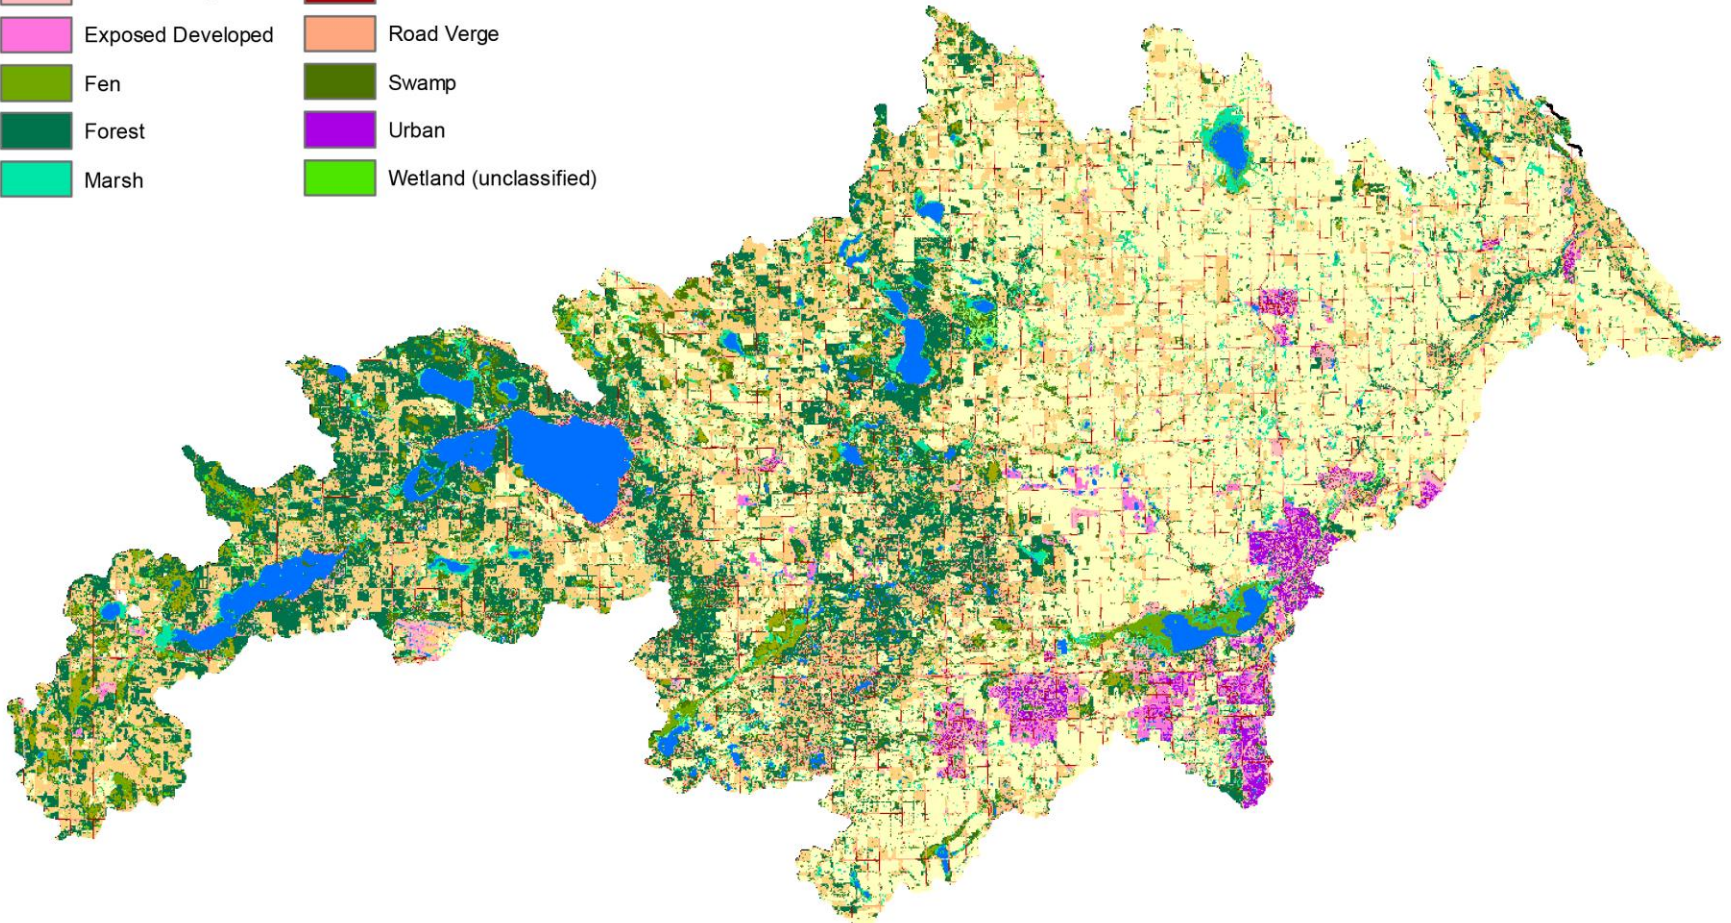 Exposed Developed
Road Verge
Fen
Swamp
Forest
Urban
Marsh
Wetland (unclassified)